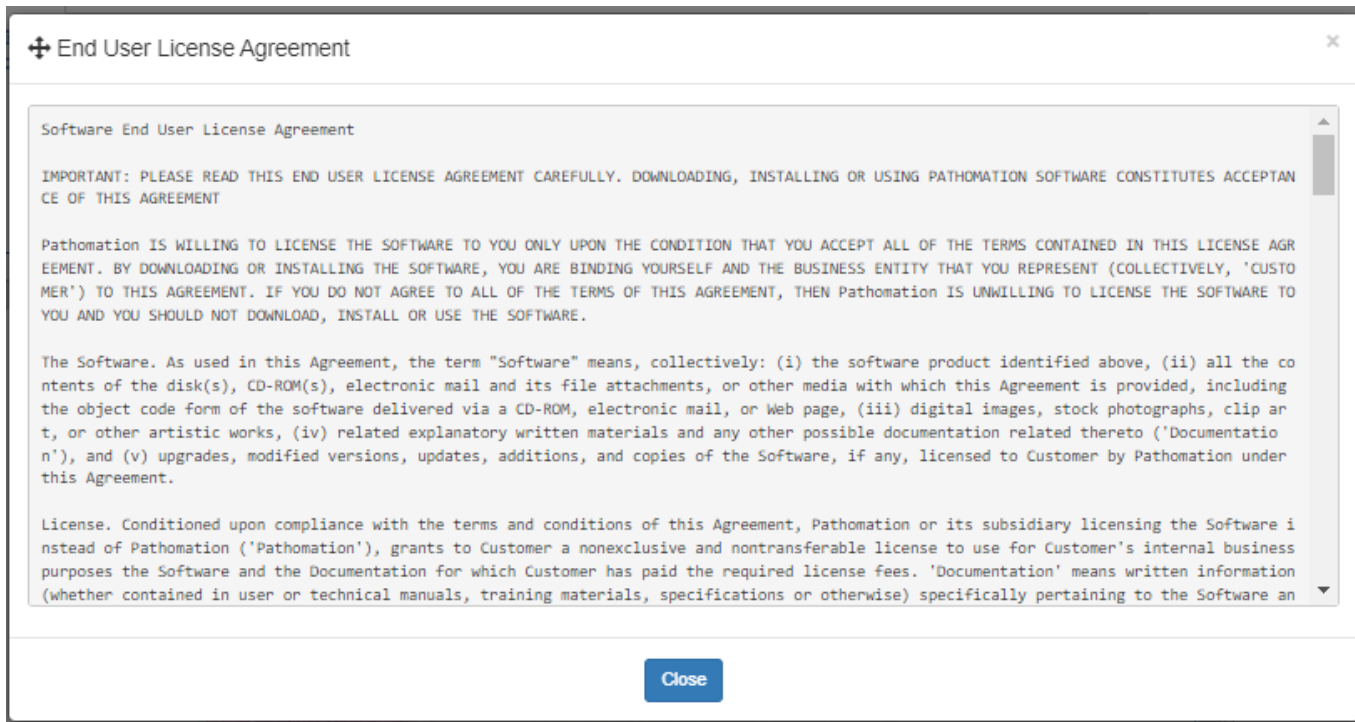 End User License Agreement
×
Software End User License Agreement
IMPORTANT: PLEASE READ THIS END USER LICENSE AGREEMENT CAREFULLY. DOWNLOADING, INSTALLING OR USING PATHOMATION SOFTWARE CONSTITUTES ACCEPTAN
CE OF THIS AGREEMENT
Pathomation IS WILLING TO LICENSE THE SOFTWARE TO YOU ONLY UPON THE CONDITION THAT YOU ACCEPT ALL OF THE TERMS CONTAINED IN THIS LICENSE AGR
EEMENT. BY DOWNLOADING OR INSTALLING THE SOFTWARE, YOU ARE BINDING YOURSELF AND THE BUSINESS ENTITY THAT YOU REPRESENT (COLLECTIVELY, 'CUSTO
MER') TO THIS AGREEMENT. IF YOU DO NOT AGREE TO ALL OF THE TERMS OF THIS AGREEMENT, THEN Pathomation IS UNWILLING TO LICENSE THE SOFTWARE TO
YOU AND YOU SHOULD NOT DOWNLOAD, INSTALL OR USE THE SOFTWARE.
The Software. As used in this Agreement, the term "Software" means, collectively: (i) the software product identified above, (ii) all the co
ntents of the disk(s), CD-ROM(s), electronic mail and its file attachments, or other media with which this Agreement is provided, including
the object code form of the software delivered via a CD-ROM, electronic mail, or Web page, (iii) digital images, stock photographs, clip ar
t, or other artistic works, (iv) related explanatory written materials and any other possible documentation related thereto ('Documentatio
n'), and (v) upgrades, modified versions, updates, additions, and copies of the Software, if any, licensed to Customer by Pathomation under
this Agreement.
License. Conditioned upon compliance with the terms and conditions of this Agreement, Pathomation or its subsidiary licensing the Software i
nstead of Pathomation ('Pathomation'), grants to Customer a nonexclusive and nontransferable license to use for Customer's internal business
purposes the Software and the Documentation for which Customer has paid the required license fees. 'Documentation' means written information
(whether contained in user or technical manuals, training materials, specifications or otherwise) specifically pertaining to the Software an
Close